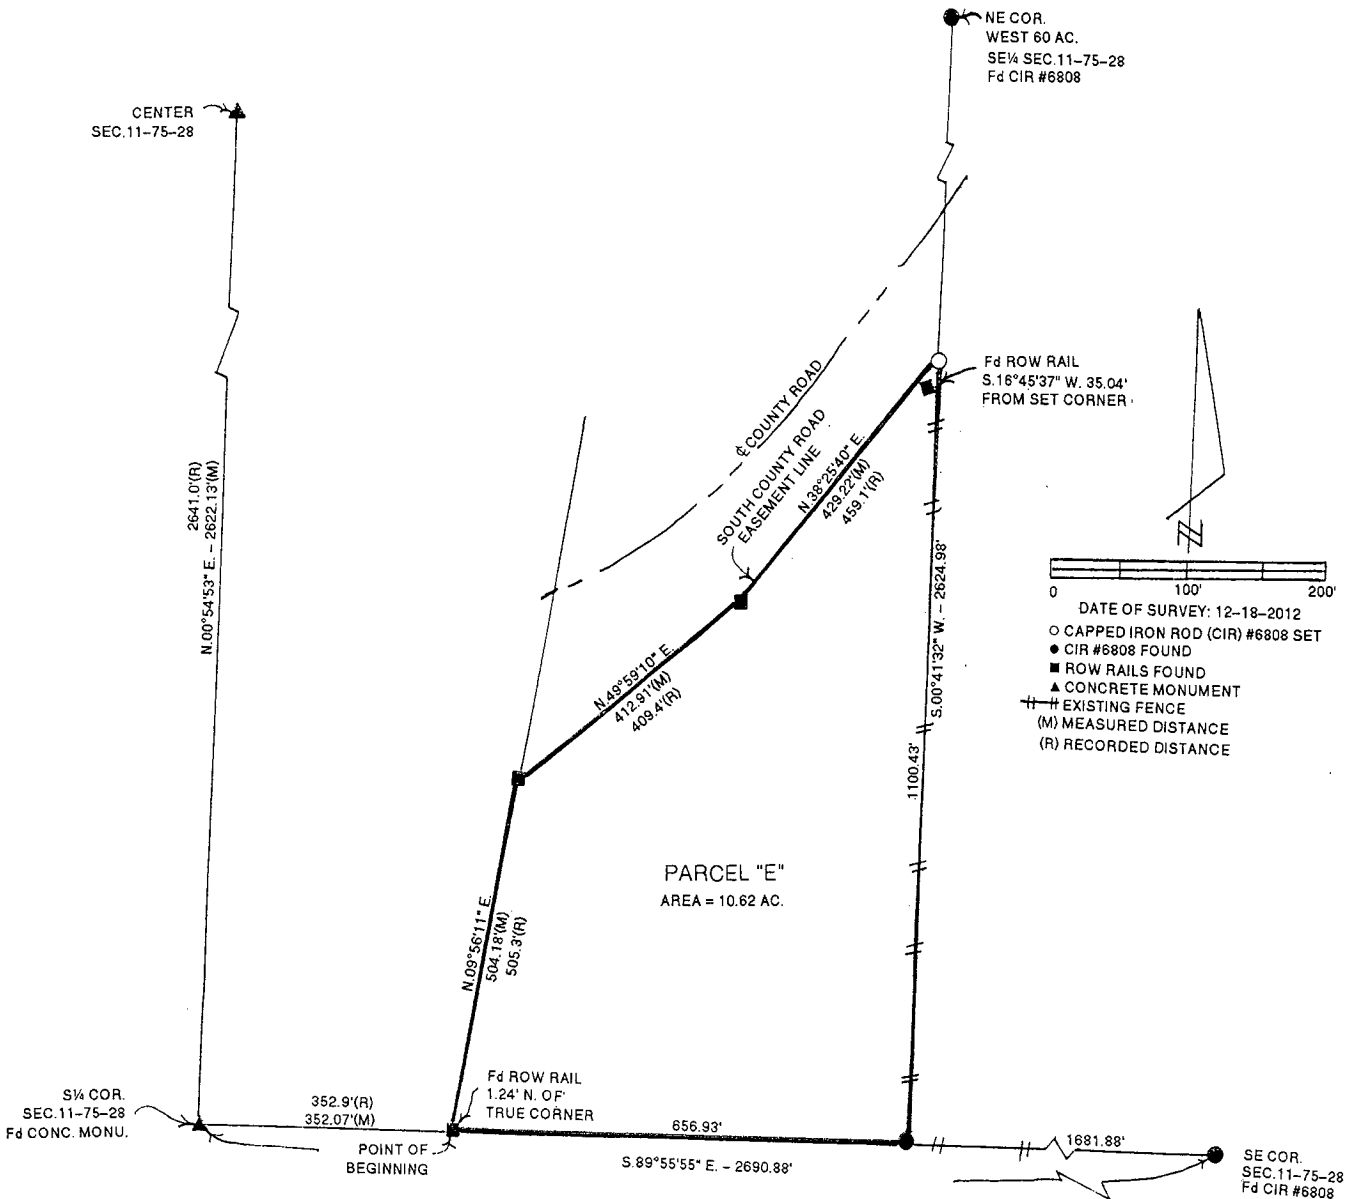 NE COR.
WEST 60 AC.
SE¼ SEC.11-75-28
Fd CIR #6808
CENTER
SEC.11-75-28
Fd ROW RAIL
S.16°45'37" W. 35.04'
FROM SET CORNER
℄ COUNTY ROAD
SOUTH COUNTY ROAD
EASEMENT LINE
N.38°25'40" E.
429.22'(M)
459.1'(R)
2641.0'(R)
N.00°54'53" E. - 2622.13'(M)
S.00°41'32" W. - 2624.98'
N
0 100' 200'
DATE OF SURVEY: 12-18-2012
CAPPED IRON ROD (CIR) #6808 SET
CIR #6808 FOUND
ROW RAILS FOUND
CONCRETE MONUMENT
EXISTING FENCE
(M) MEASURED DISTANCE
(R) RECORDED DISTANCE
N.49°59'10" E.
412.91'(M)
409.4'(R)
1100.43'
PARCEL "E"
AREA = 10.62 AC.
N.09°56'11" E.
504.18'(M)
505.3'(R)
Fd ROW RAIL
1.24' N. OF
TRUE CORNER
S¼ COR.
SEC.11-75-28
Fd CONC. MONU.
352.9'(R)
352.07'(M)
POINT OF
BEGINNING
656.93'
S.89°55'55" E. - 2690.88'
1681.88'
SE COR.
SEC.11-75-28
Fd CIR #6808